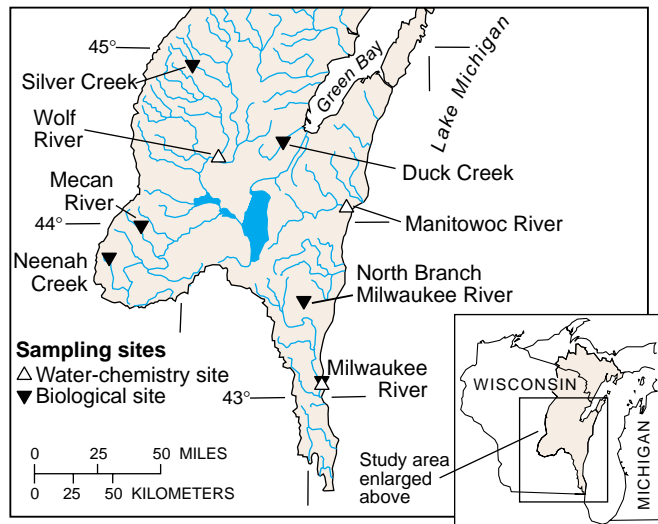 45°
Silver Creek
Green Bay
Lake Michigan
Wolf
River
Duck Creek
Mecan
River
44°
Manitowoc River
Neenah
Creek
North Branch
Milwaukee River
Sampling sites
Water-chemistry site
Biological site
Milwaukee
River
43°
0 25 50 MILES
0 25 50 KILOMETERS
WISCONSIN
MICHIGAN
Study area
enlarged
above